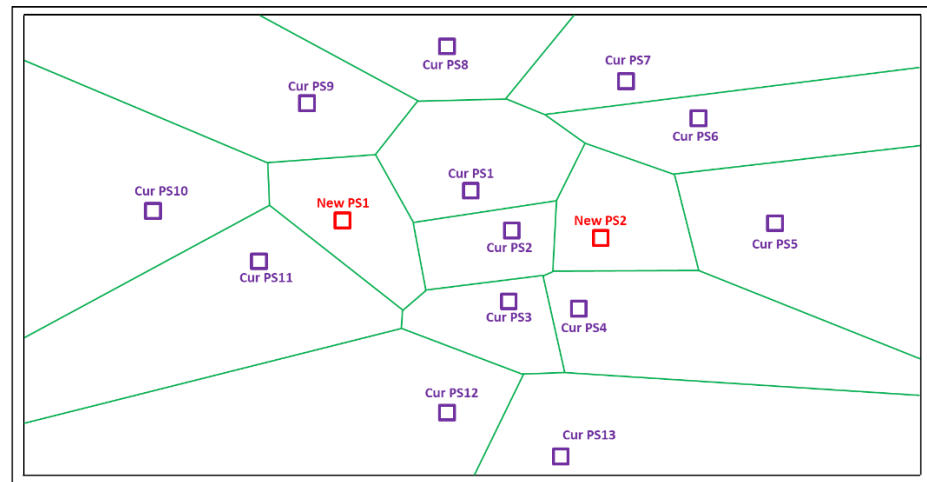 Cur PS8
Cur PS7
Cur PS9
Cur PS6
Cur PS1
Cur PS10
New PS1
New PS2
Cur PS2
Cur PS5
Cur PS11
Cur PS3
Cur PS4
Cur PS12
Cur PS13